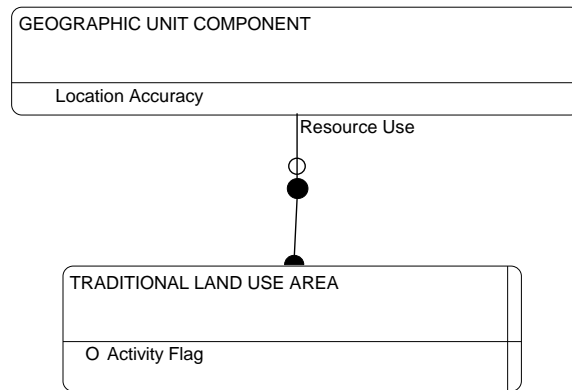 GEOGRAPHIC UNIT COMPONENT
Location Accuracy
Resource Use
TRADITIONAL LAND USE AREA
O Activity Flag